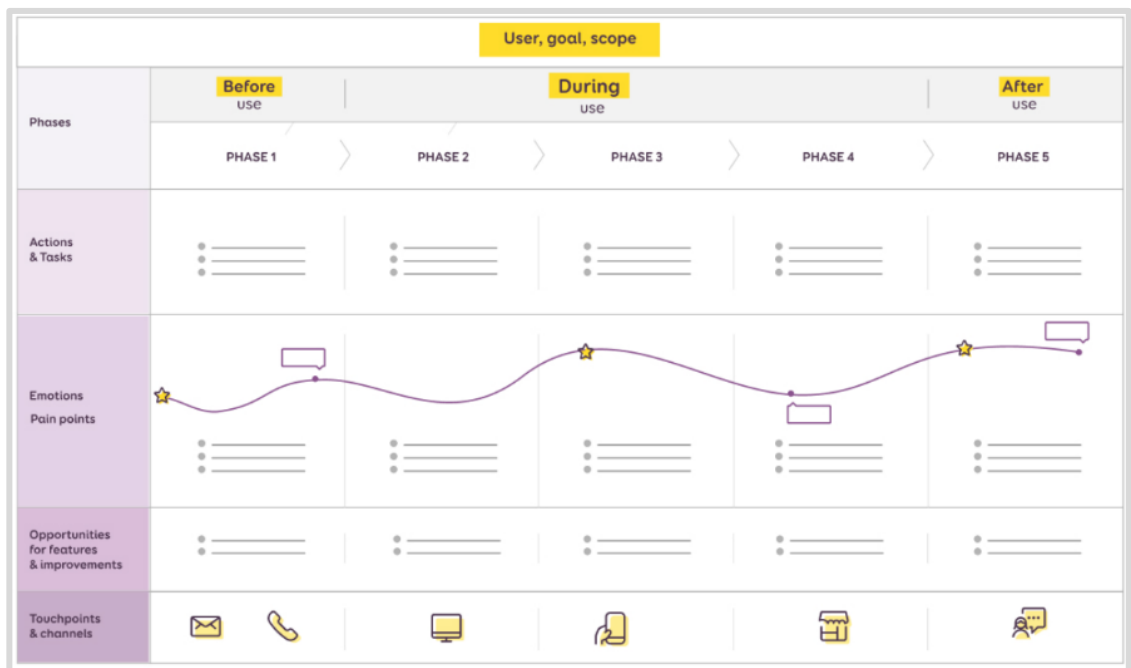 User, goal, scope
Before
use
During
use
After
use
Phases
PHASE 1
PHASE 2
PHASE 3
PHASE 4
PHASE 5
Actions
& Tasks
Emotions
Pain points
Opportunities
for features
& improvements
Touchpoints
& channels